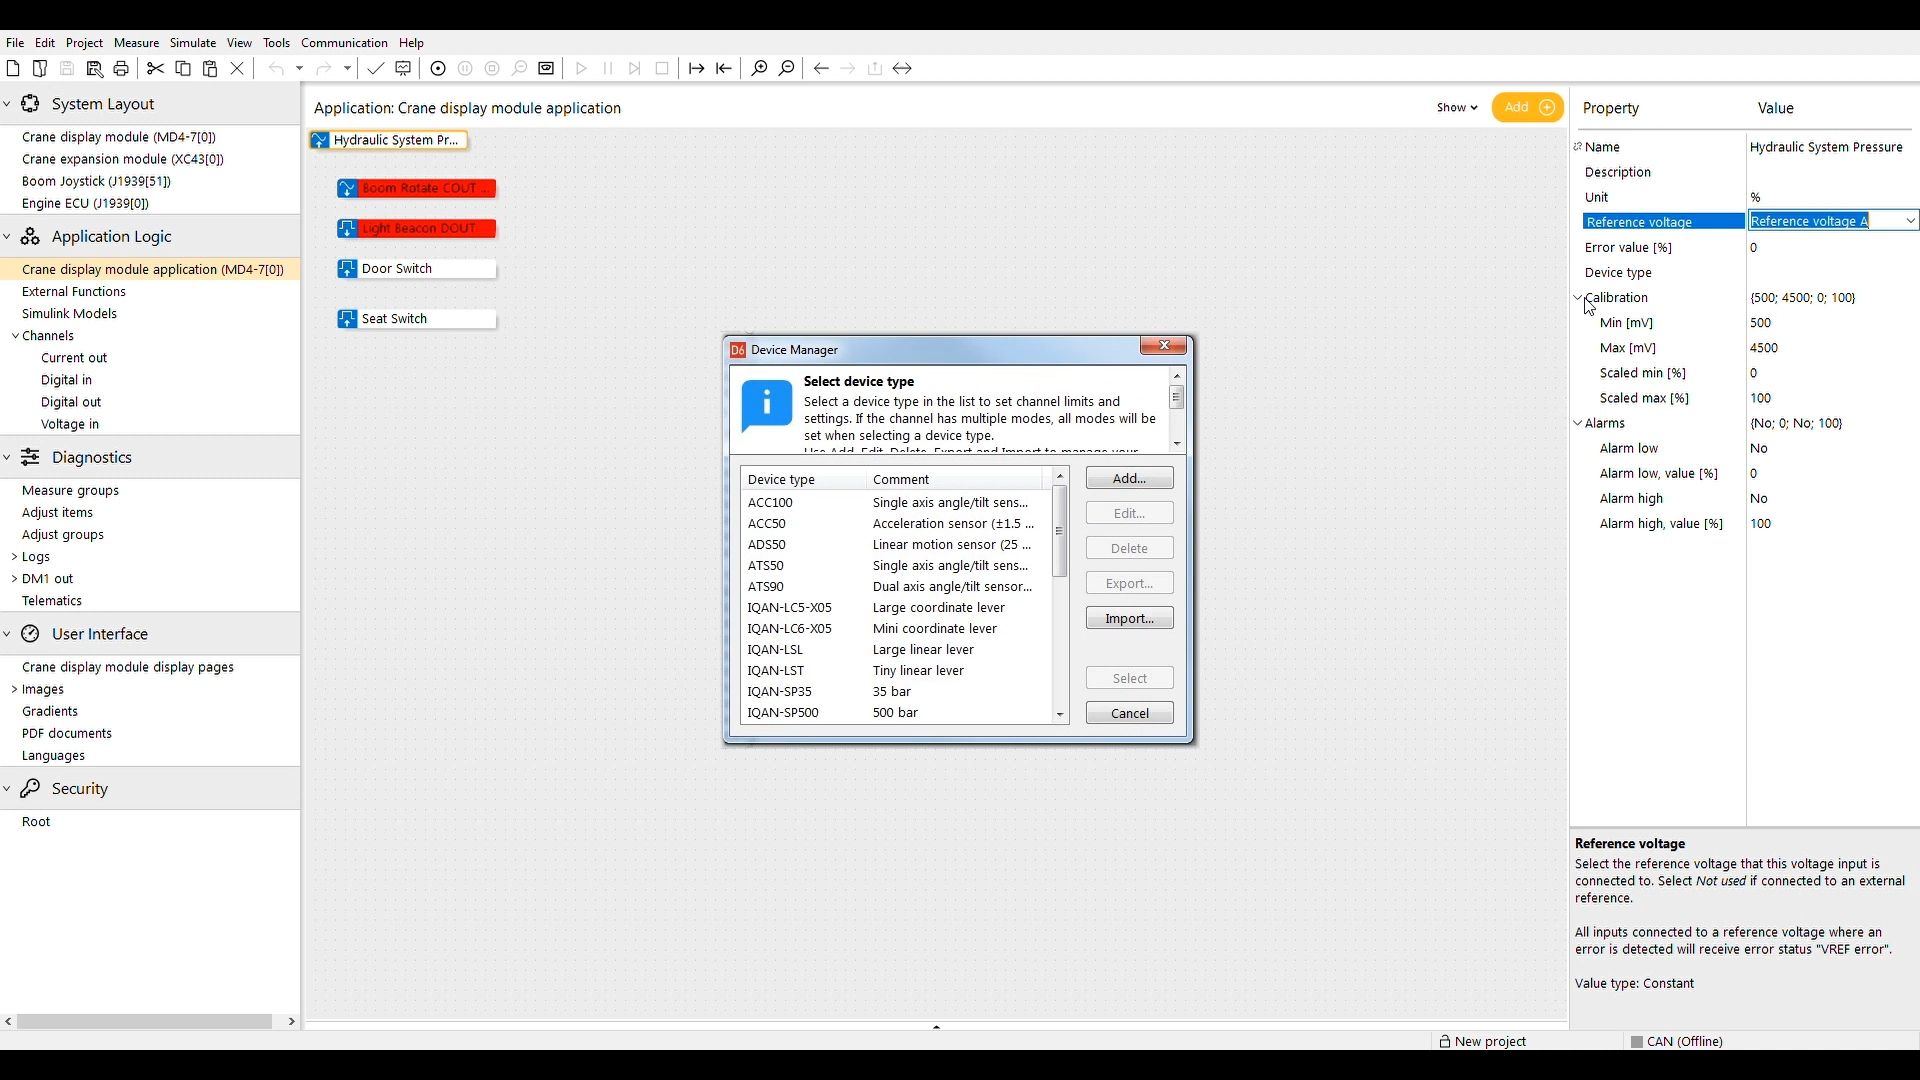 File Edit Project Measure Simulate View Tools Communication Help
System Layout
Crane display module (MD4-7[0])
Crane expansion module (XC43[0])
Boom Joystick (J1939[51])
Engine ECU (J1939[0])
Application Logic
Crane display module application (MD4-7[0])
External Functions
Simulink Models
Channels
Current out
Digital in
Digital out
Voltage in
Diagnostics
Measure groups
Adjust items
Adjust groups
Logs
DM1 out
Telematics
User Interface
Crane display module display pages
Images
Gradients
PDF documents
Languages
Security
Root
Application: Crane display module application
Show
Add
Hydraulic System Pr...
Boom Rotate COUT ...
Light Beacon DOUT
Door Switch
Seat Switch
D6 Device Manager
Select device type
Select a device type in the list to set channel limits and
settings. If the channel has multiple modes, all modes will be
set when selecting a device type.
Use Add, Edit, Delete, Export and Import to manage your
Device type Comment
ACC100 Single axis angle/tilt sens...
ACC50 Acceleration sensor (±1.5 ...
ADS50 Linear motion sensor (25 ...
ATS50 Single axis angle/tilt sens...
ATS90 Dual axis angle/tilt sensor...
IQAN-LC5-X05 Large coordinate lever
IQAN-LC6-X05 Mini coordinate lever
IQAN-LSL Large linear lever
IQAN-LST Tiny linear lever
IQAN-SP35 35 bar
IQAN-SP500 500 bar
Add...
Edit...
Delete
Export...
Import...
Select
Cancel
Property Value
Name Hydraulic System Pressure
Description
Unit %
Reference voltage Reference voltage A
Error value [%] 0
Device type
Calibration {500; 4500; 0; 100}
Min [mV] 500
Max [mV] 4500
Scaled min [%] 0
Scaled max [%] 100
Alarms {No; 0; No; 100}
Alarm low No
Alarm low, value [%] 0
Alarm high No
Alarm high, value [%] 100
Reference voltage
Select the reference voltage that this voltage input is
connected to. Select Not used if connected to an external
reference.
All inputs connected to a reference voltage where an
error is detected will receive error status "VREF error".
Value type: Constant
New project
CAN (Offline)